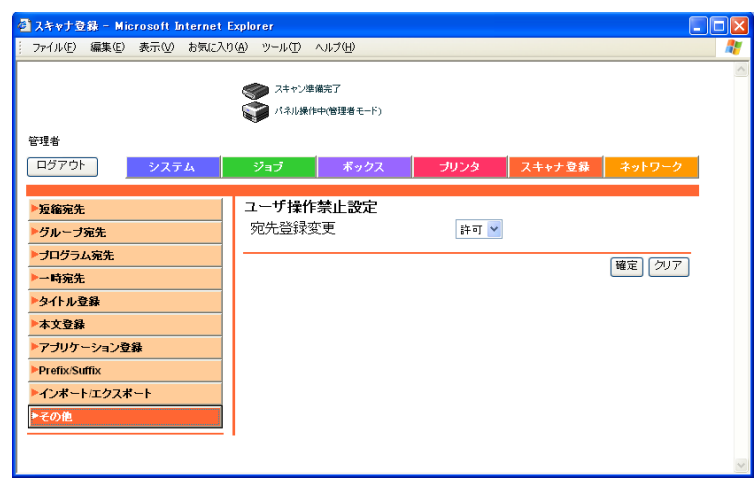 スキャナ登録 - Microsoft Internet Explorer
ファイル(F) 編集(E) 表示(V) お気に入り(A) ツール(T) ヘルプ(H)
スキャン準備完了
パネル操作中(管理者モード)
管理者
ログアウト システム ジョブ ボックス プリンタ スキャナ登録 ネットワーク
短縮宛先
グループ宛先
プログラム宛先
一時宛先
タイトル登録
本文登録
アプリケーション登録
Prefix/Suffix
インポート/エクスポート
その他
ユーザ操作禁止設定
宛先登録変更 許可
確定 クリア